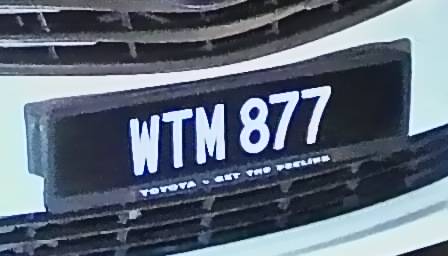 WTM 877
TOYOTA - GET THE FEELING